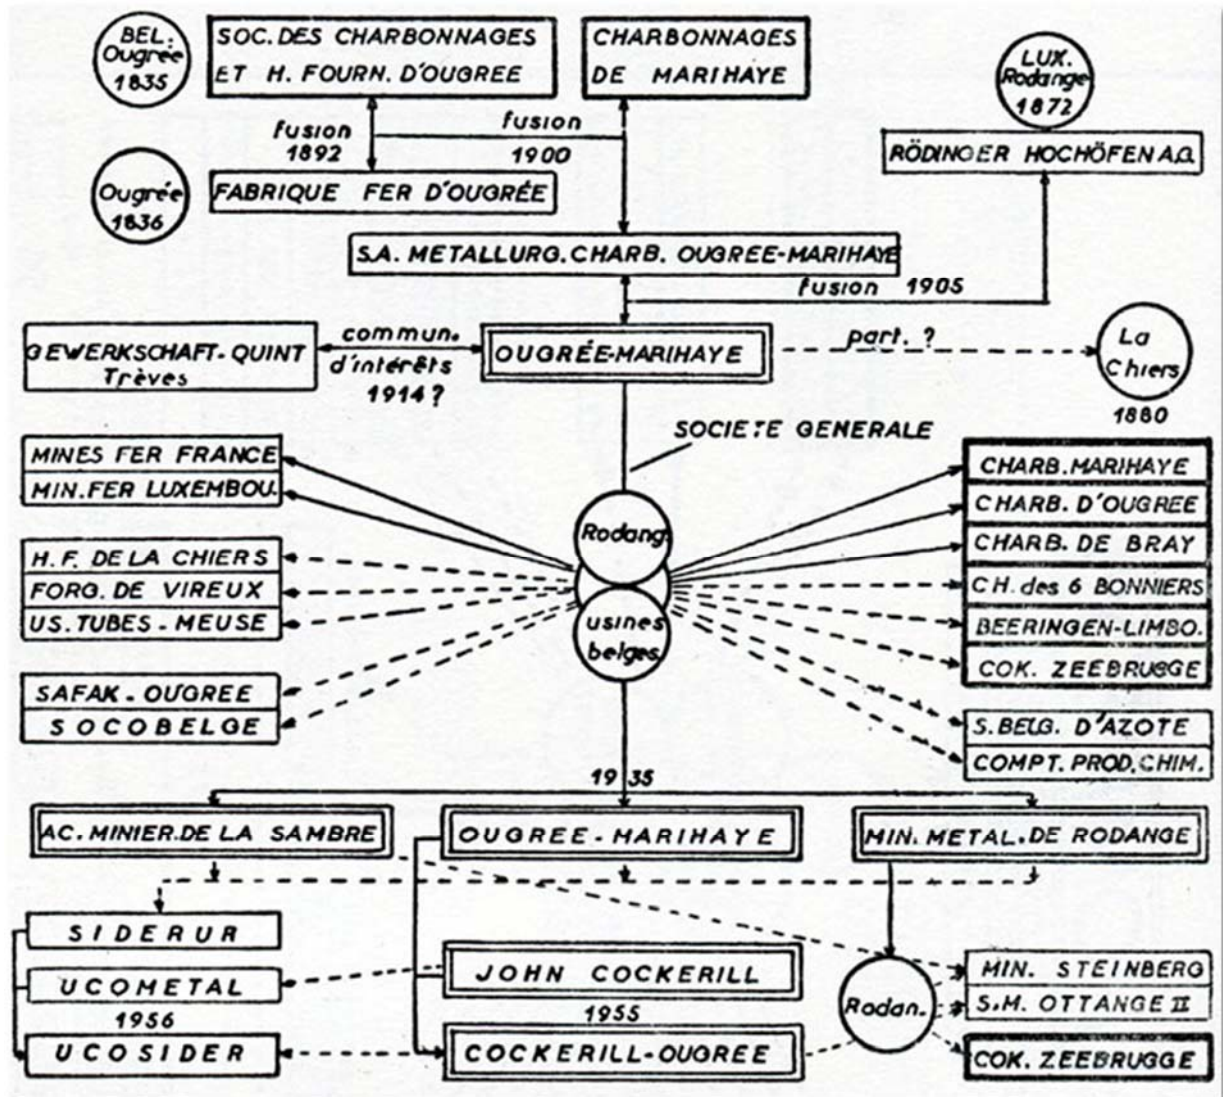 BEL:
Ougrée
1835
SOC. DES CHARBONNAGES
ET H. FOURN. D'OUGREE
CHARBONNAGES
DE MARIHAYE
LUX.
Rodange
1872
fusion
1892
fusion
1900
RÖDINGER HOCHÖFEN A.G.
Ougrée
1836
FABRIQUE FER D'OUGRÉE
S.A. METALLURG. CHARB. OUGREE-MARIHAYE
fusion 1905
GEWERKSCHAFT-QUINT
Trèves
commun.
d'intérêts
1914 ?
OUGRÉE-MARIHAYE
part. ?
La
Chiers
1880
SOCIETE GENERALE
MINES FER FRANCE
MIN. FER LUXEMBOU.
H.F. DE LA CHIERS
FORG. DE VIREUX
US. TUBES - MEUSE
SAFAK - OUGREE
SOCOBELGE
Rodang.
usines
belges
CHARB. MARIHAYE
CHARB. D'OUGREE
CHARB. DE BRAY
CH. des 6 BONNIERS
BEERINGEN-LIMBO.
COK. ZEEBRUGGE
S. BELG. D'AZOTE
COMPT. PROD. CHIM.
1935
AC. MINIER. DE LA SAMBRE
OUGREE - MARIHAYE
MIN. METAL. DE RODANGE
SIDERUR
UCOMETAL
1956
UCOSIDER
JOHN COCKERILL
1955
COCKERILL-OUGREE
Rodan.
MIN. STEINBERG
S.M. OTTANGE II
COK. ZEEBRUGGE